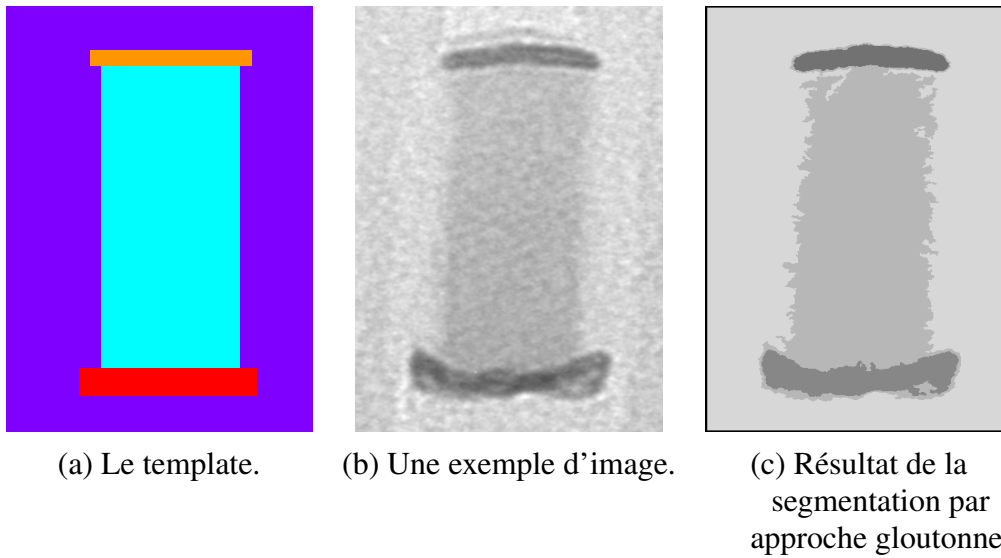 (a) Le template.
(b) Une exemple d'image.
(c) Résultat de la
segmentation par
approche gloutonne